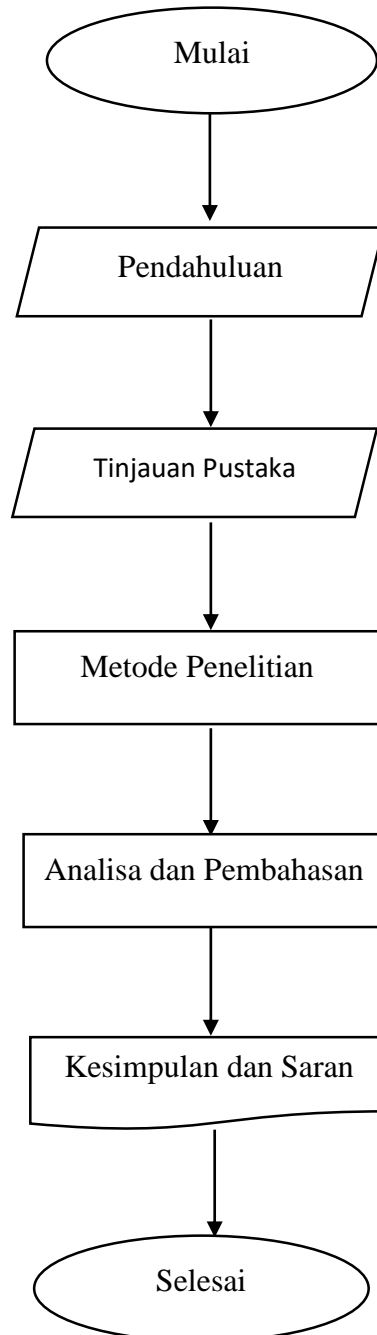 Mulai
Pendahuluan
Tinjauan Pustaka
Metode Penelitian
Analisa dan Pembahasan
Kesimpulan dan Saran
Selesai